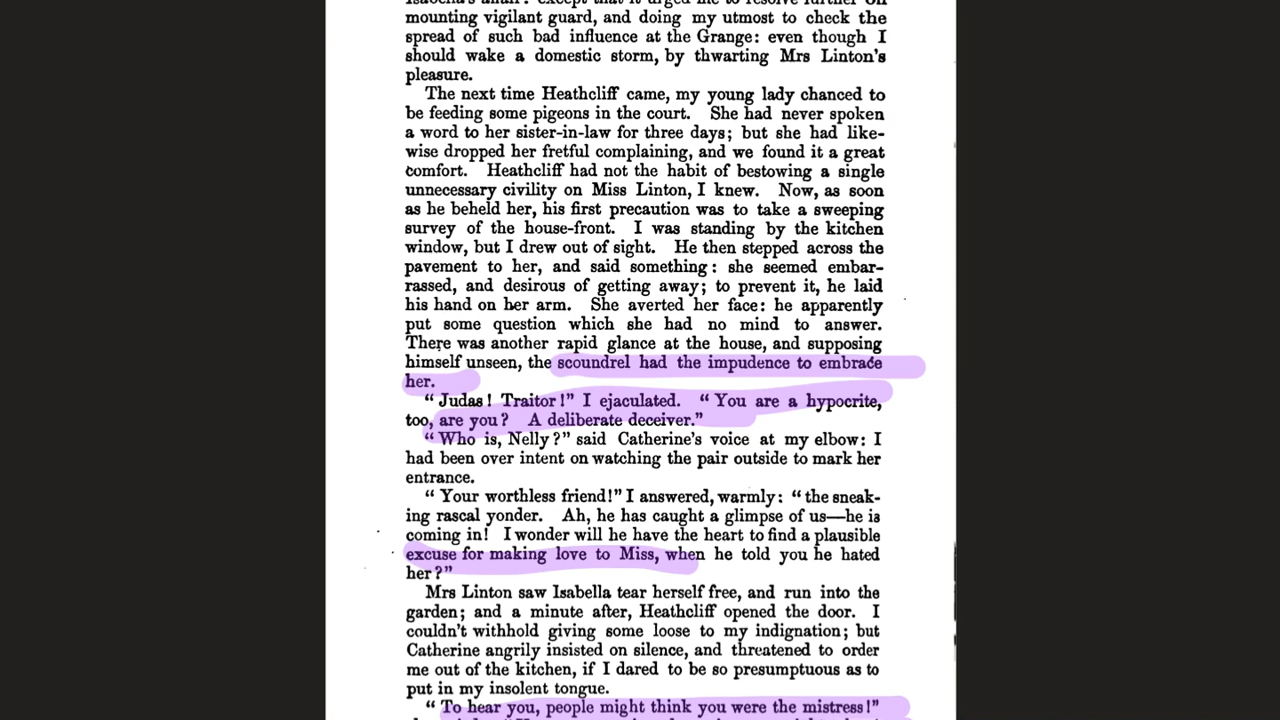 mounting vigilant guard, and doing my utmost to check the
spread of such bad influence at the Grange: even though I
should wake a domestic storm, by thwarting Mrs Linton's
pleasure.
The next time Heathcliff came, my young lady chanced to
be feeding some pigeons in the court. She had never spoken
a word to her sister-in-law for three days; but she had like-
wise dropped her fretful complaining, and we found it a great
comfort. Heathcliff had not the habit of bestowing a single
unnecessary civility on Miss Linton, I knew. Now, as soon
as he beheld her, his first precaution was to take a sweeping
survey of the house-front. I was standing by the kitchen
window, but I drew out of sight. He then stepped across the
pavement to her, and said something: she seemed embar-
rassed, and desirous of getting away; to prevent it, he laid
his hand on her arm. She averted her face: he apparently
put some question which she had no mind to answer.
There was another rapid glance at the house, and supposing
himself unseen, the scoundrel had the impudence to embrace
her.
“Judas! Traitor!” I ejaculated. “You are a hypocrite,
too, are you? A deliberate deceiver.”
“Who is, Nelly?” said Catherine's voice at my elbow: I
had been over intent on watching the pair outside to mark her
entrance.
“Your worthless friend!” I answered, warmly: “the sneak-
ing rascal yonder. Ah, he has caught a glimpse of us—he is
coming in! I wonder will he have the heart to find a plausible
excuse for making love to Miss, when he told you he hated
her?”
Mrs Linton saw Isabella tear herself free, and run into the
garden; and a minute after, Heathcliff opened the door. I
couldn't withhold giving some loose to my indignation; but
Catherine angrily insisted on silence, and threatened to order
me out of the kitchen, if I dared to be so presumptuous as to
put in my insolent tongue.
“To hear you, people might think you were the mistress!”